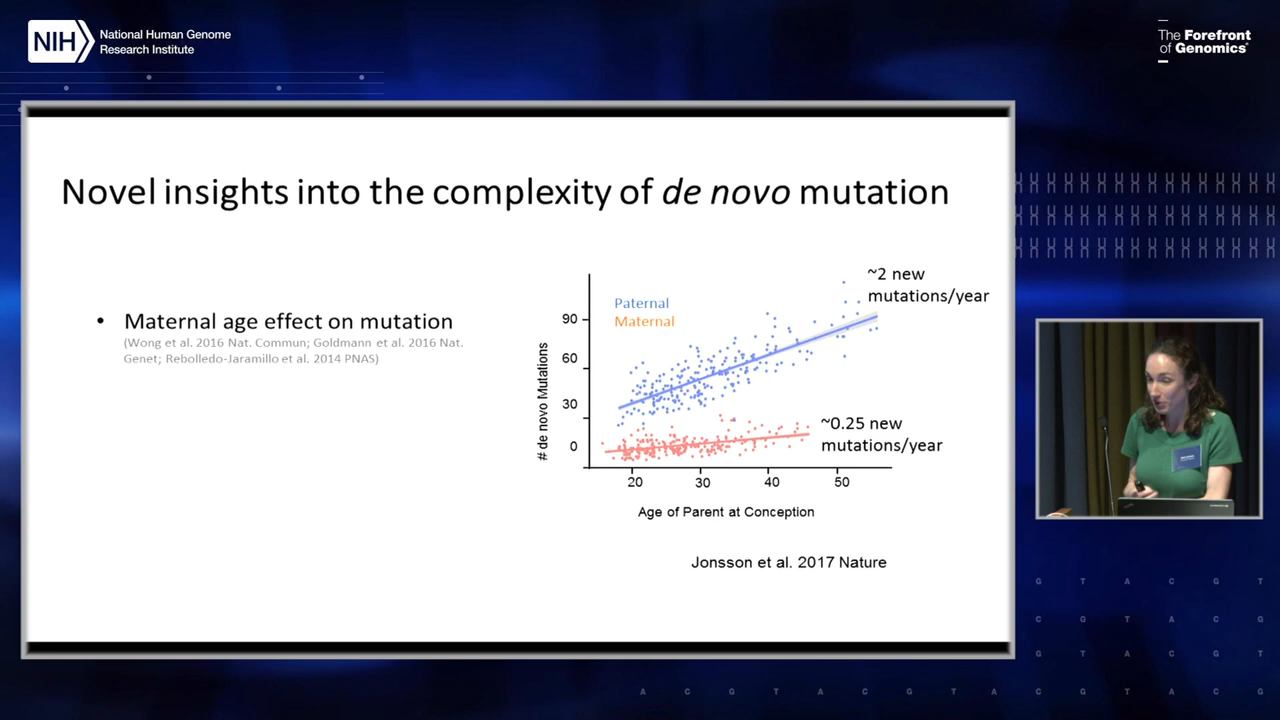 NIH
National Human Genome
Research Institute
The Forefront
of Genomics®
Novel insights into the complexity of de novo mutation
• Maternal age effect on mutation
(Wong et al. 2016 Nat. Commun; Goldmann et al. 2016 Nat.
Genet; Rebolledo-Jaramillo et al. 2014 PNAS)
~2 new
mutations/year
Paternal
Maternal
# de novo Mutations
90
60
30
0
~0.25 new
mutations/year
20 30 40 50
Age of Parent at Conception
Jonsson et al. 2017 Nature
G T A C G T
C G T A C G
G T A C G T
A C G T A C G T A C G T A C G